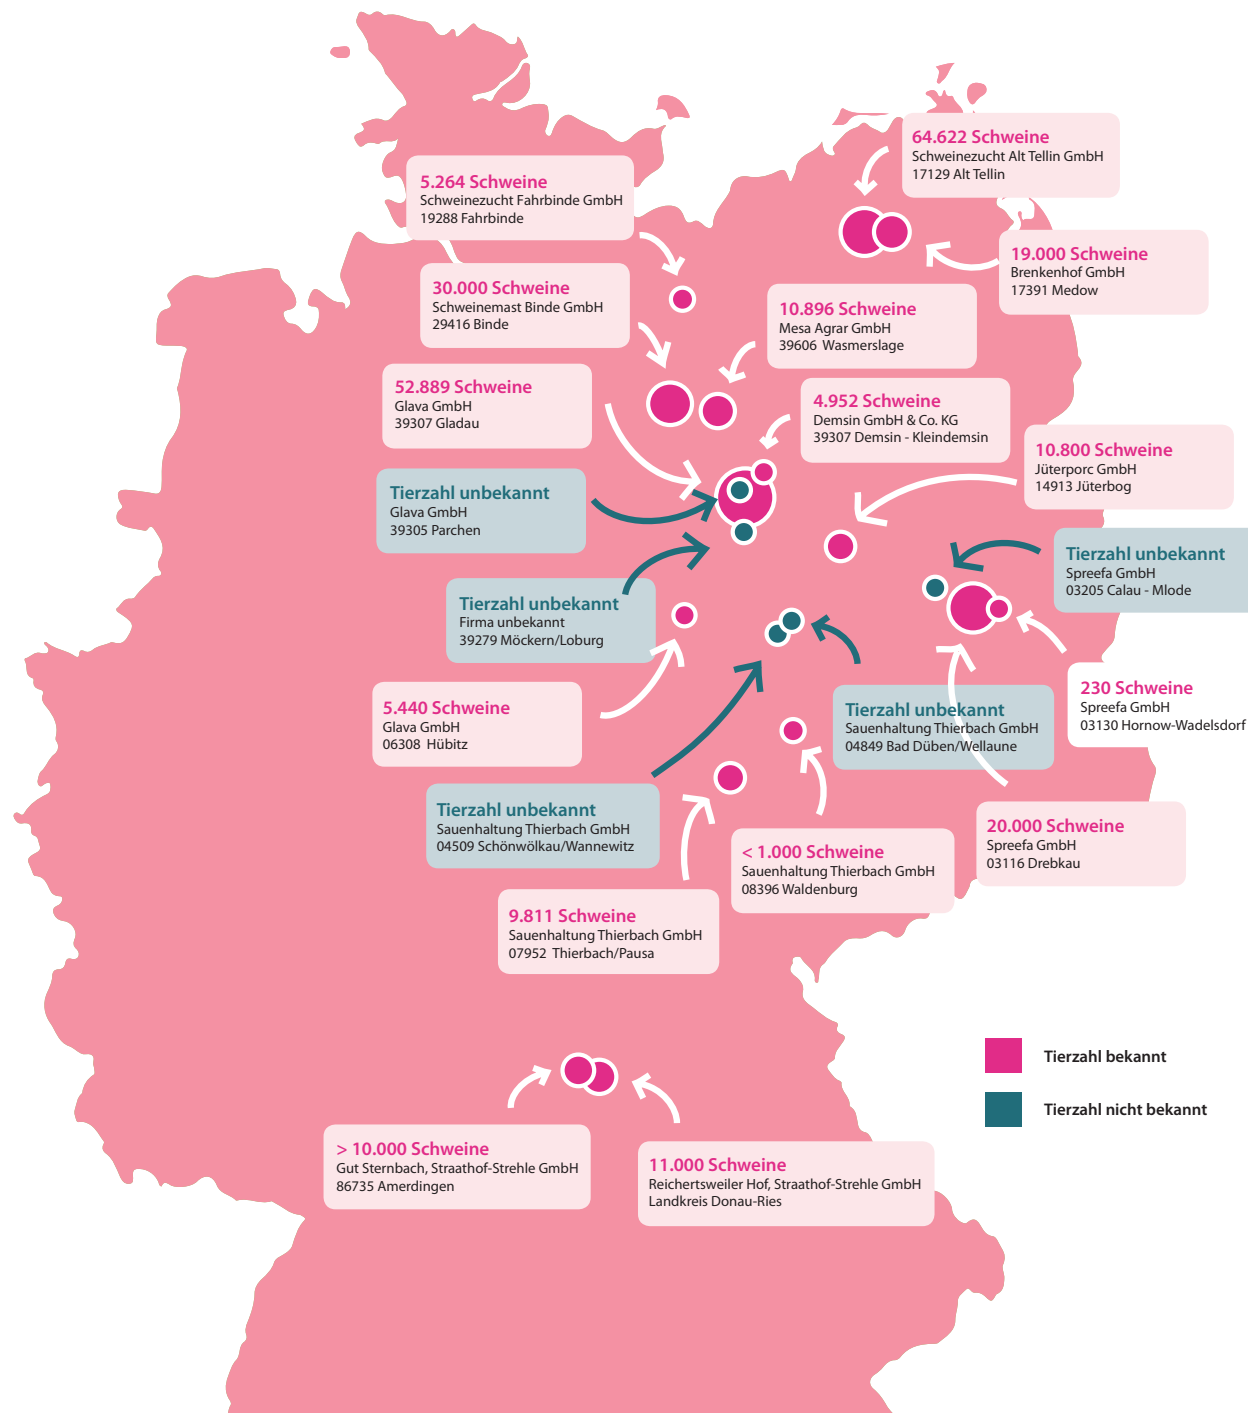 64.622 Schweine
Schweinezucht Alt Tellin GmbH
17129 Alt Tellin
5.264 Schweine
Schweinezucht Fahrbinde GmbH
19288 Fahrbinde
19.000 Schweine
Brenkenhof GmbH
17391 Medow
30.000 Schweine
Schweinemast Binde GmbH
29416 Binde
10.896 Schweine
Mesa Agrar GmbH
39606 Wasmerslage
52.889 Schweine
Glava GmbH
39307 Gladau
4.952 Schweine
Demsin GmbH & Co. KG
39307 Demsin - Kleindemsin
10.800 Schweine
Jüterporc GmbH
14913 Jüterbog
Tierzahl unbekannt
Glava GmbH
39305 Parchen
Tierzahl unbekannt
Spreefa GmbH
03205 Calau - Mlode
Tierzahl unbekannt
Firma unbekannt
39279 Möckern/Loburg
230 Schweine
Spreefa GmbH
03130 Hornow-Wadelsdorf
5.440 Schweine
Glava GmbH
06308 Hübitz
Tierzahl unbekannt
Sauenhaltung Thierbach GmbH
04849 Bad Düben/Wellaune
Tierzahl unbekannt
Sauenhaltung Thierbach GmbH
04509 Schönwölkau/Wannewitz
20.000 Schweine
Spreefa GmbH
03116 Drebkau
< 1.000 Schweine
Sauenhaltung Thierbach GmbH
08396 Waldenburg
9.811 Schweine
Sauenhaltung Thierbach GmbH
07952 Thierbach/Pausa
Tierzahl bekannt
Tierzahl nicht bekannt
> 10.000 Schweine
Gut Sternbach, Straathof-Strehle GmbH
86735 Amerdingen
11.000 Schweine
Reichertsweiler Hof, Straathof-Strehle GmbH
Landkreis Donau-Ries